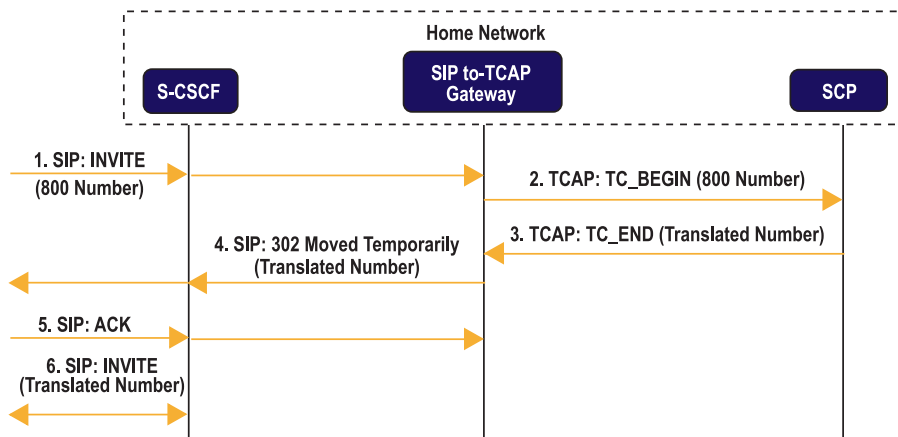 Home Network
S-CSCF
SIP to-TCAP
Gateway
SCP
1. SIP: INVITE
(800 Number)
2. TCAP: TC_BEGIN (800 Number)
3. TCAP: TC_END (Translated Number)
4. SIP: 302 Moved Temporarily
(Translated Number)
5. SIP: ACK
6. SIP: INVITE
(Translated Number)